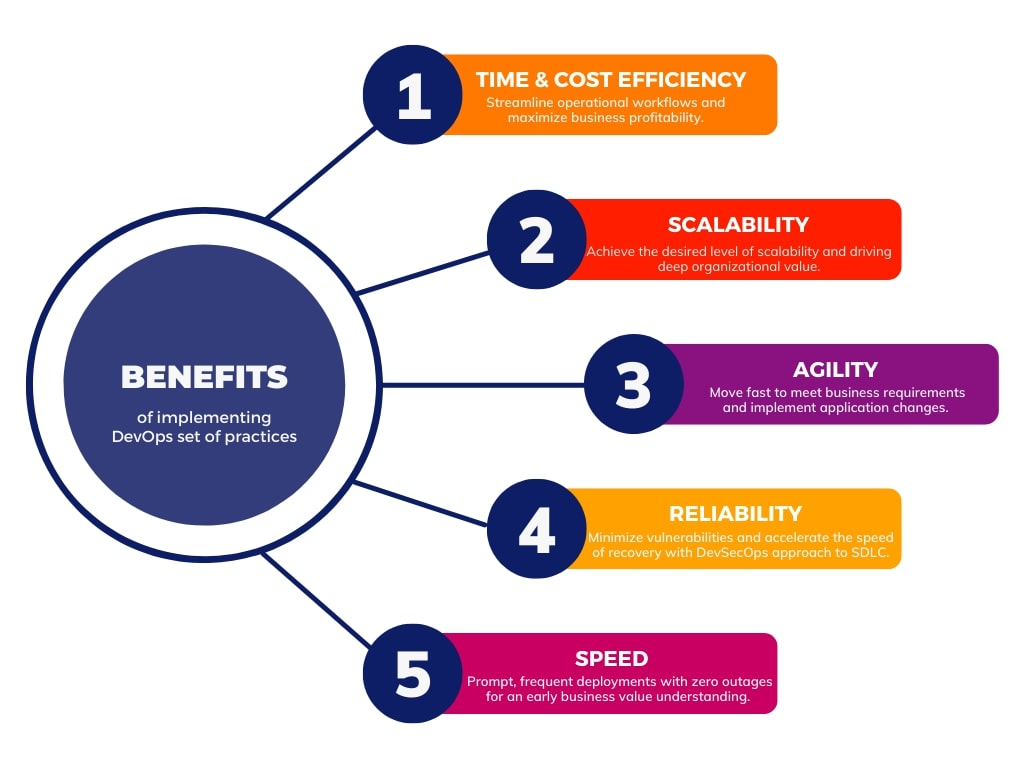 BENEFITS
of implementing
DevOps set of practices
1
TIME & COST EFFICIENCY
Streamline operational workflows and
maximize business profitability.
2
SCALABILITY
Achieve the desired level of scalability and driving
deep organizational value.
3
AGILITY
Move fast to meet business requirements
and implement application changes.
4
RELIABILITY
Minimize vulnerabilities and accelerate the speed
of recovery with DevSecOps approach to SDLC.
5
SPEED
Prompt, frequent deployments with zero outages
for an early business value understanding.